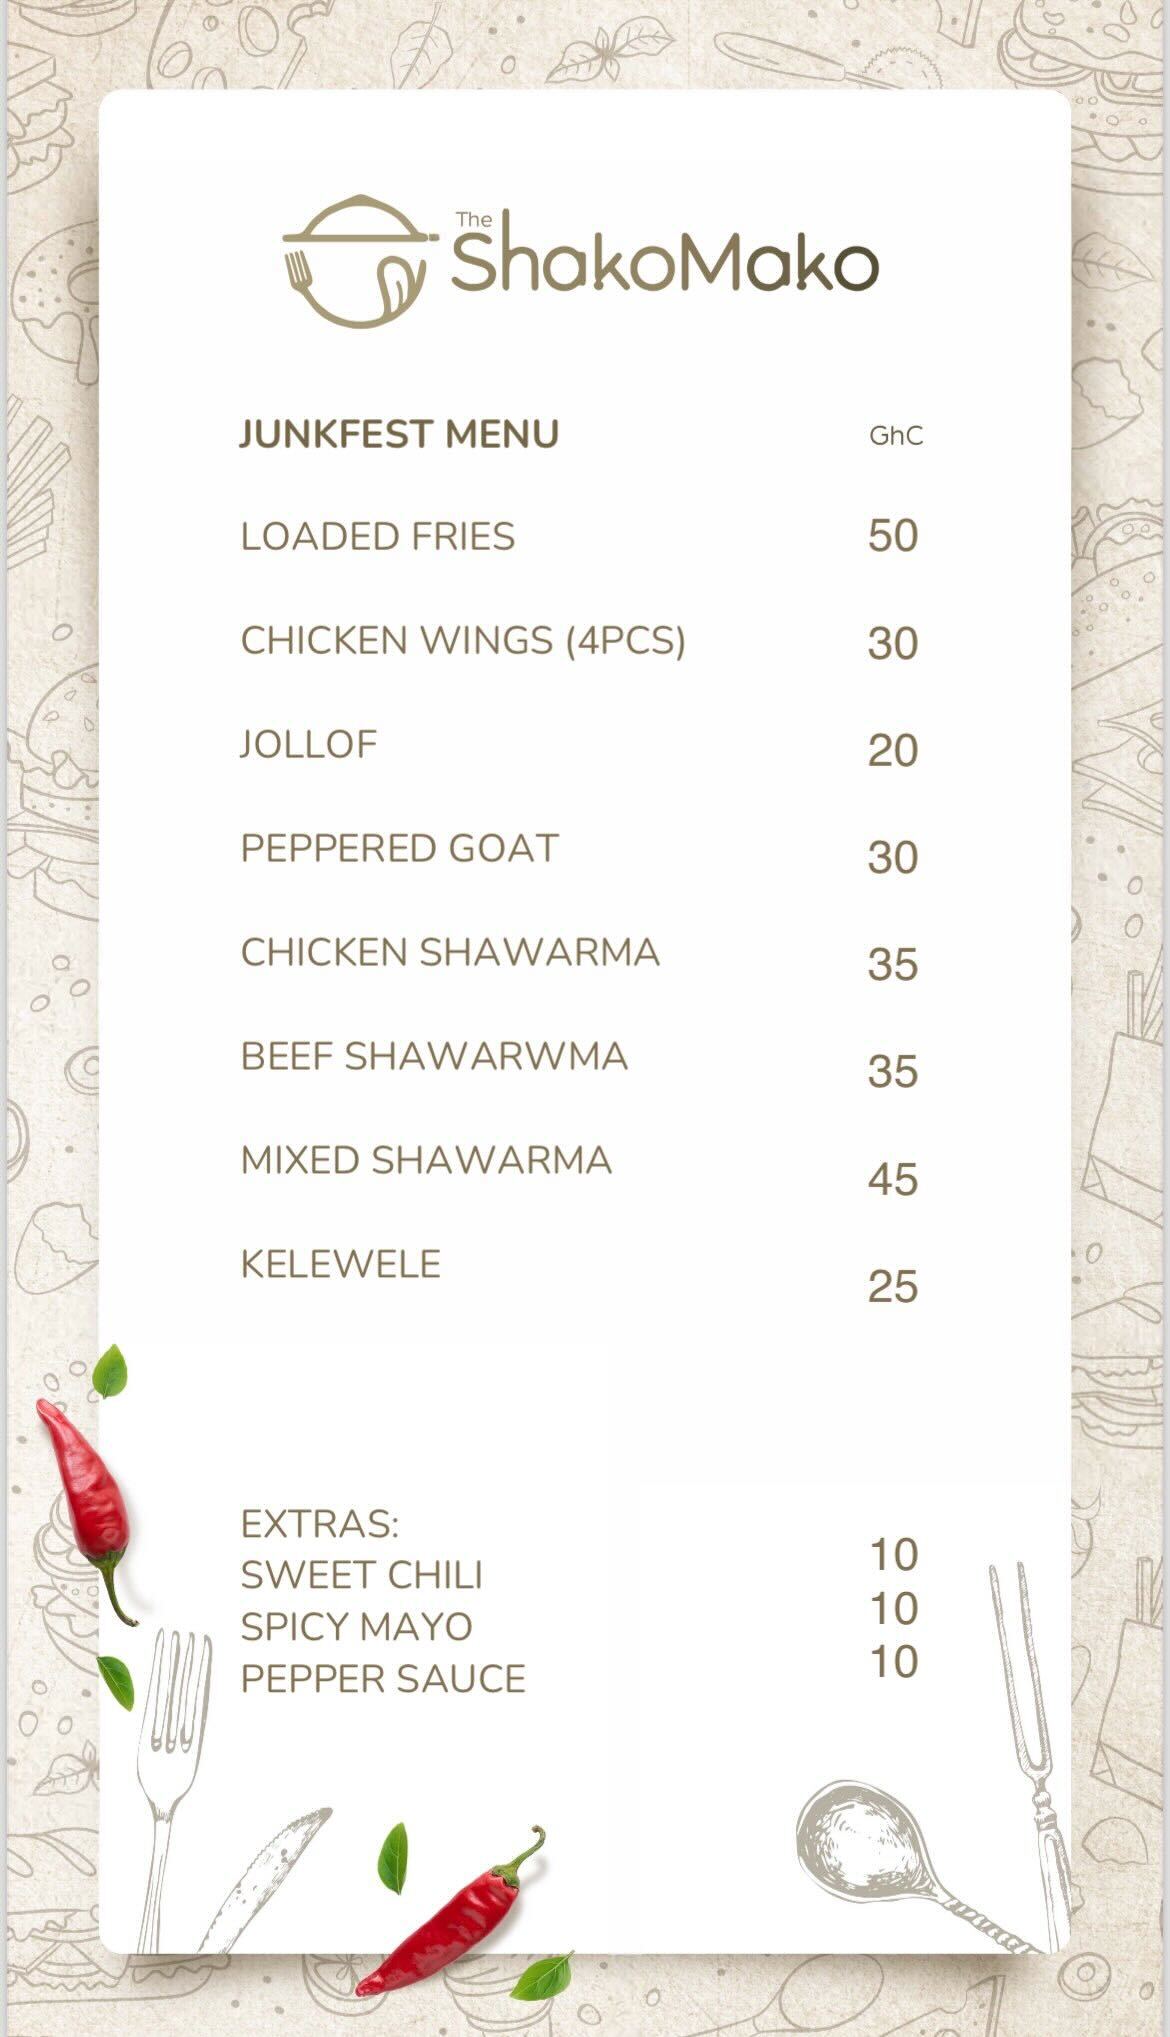 The
ShakoMako
JUNKFEST MENU GhC
LOADED FRIES 50
CHICKEN WINGS (4PCS) 30
JOLLOF 20
PEPPERED GOAT 30
CHICKEN SHAWARMA 35
BEEF SHAWARWMA 35
MIXED SHAWARMA 45
KELEWELE 25
EXTRAS:
SWEET CHILI 10
SPICY MAYO 10
PEPPER SAUCE 10